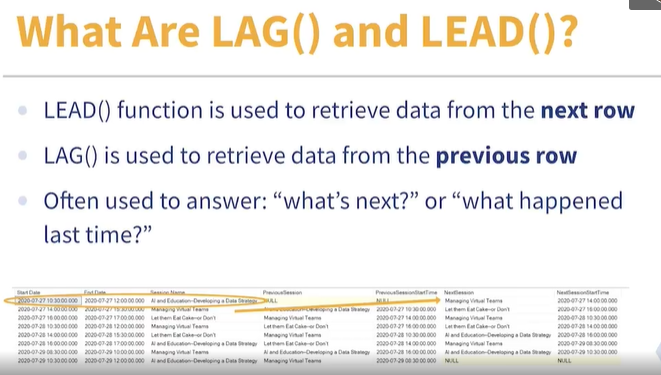 What Are LAG() and LEAD()?
LEAD() function is used to retrieve data from the next row
LAG() is used to retrieve data from the previous row
Often used to answer: “what’s next?” or “what happened
last time?”
Start Date End Date Session Name PreviousSession PreviousSessionStartTime NextSession NextSessionStartTime
2020-07-27 10:30:00.000 2020-07-27 12:00:00.000 AI and Education-Developing a Data Strategy NULL NULL Managing Virtual Teams 2020-07-27 14:00:00.000
2020-07-27 14:00:00.000 2020-07-27 15:30:00.000 Managing Virtual Teams AI and Education-Developing a Data Strategy 2020-07-27 10:30:00.000 Let them Eat Cake-or Don't 2020-07-27 16:00:00.000
2020-07-27 16:00:00.000 2020-07-27 17:00:00.000 Let them Eat Cake-or Don't Managing Virtual Teams 2020-07-27 14:00:00.000 Managing Virtual Teams 2020-07-28 10:30:00.000
2020-07-28 10:30:00.000 2020-07-28 12:00:00.000 Managing Virtual Teams Let them Eat Cake-or Don't 2020-07-27 16:00:00.000 Let them Eat Cake-or Don't 2020-07-28 14:00:00.000
2020-07-28 14:00:00.000 2020-07-28 15:30:00.000 Let them Eat Cake-or Don't Managing Virtual Teams 2020-07-28 10:30:00.000 AI and Education-Developing a Data Strategy 2020-07-28 16:00:00.000
2020-07-28 16:00:00.000 2020-07-28 17:00:00.000 AI and Education-Developing a Data Strategy Let them Eat Cake-or Don't 2020-07-28 14:00:00.000 Managing Virtual Teams 2020-07-29 08:30:00.000
2020-07-29 08:30:00.000 2020-07-29 10:00:00.000 Managing Virtual Teams AI and Education-Developing a Data Strategy 2020-07-28 16:00:00.000 AI and Education-Developing a Data Strategy 2020-07-29 10:30:00.000
2020-07-29 10:30:00.000 2020-07-29 12:00:00.000 AI and Education-Developing a Data Strategy Managing Virtual Teams 2020-07-29 08:30:00.000 NULL NULL